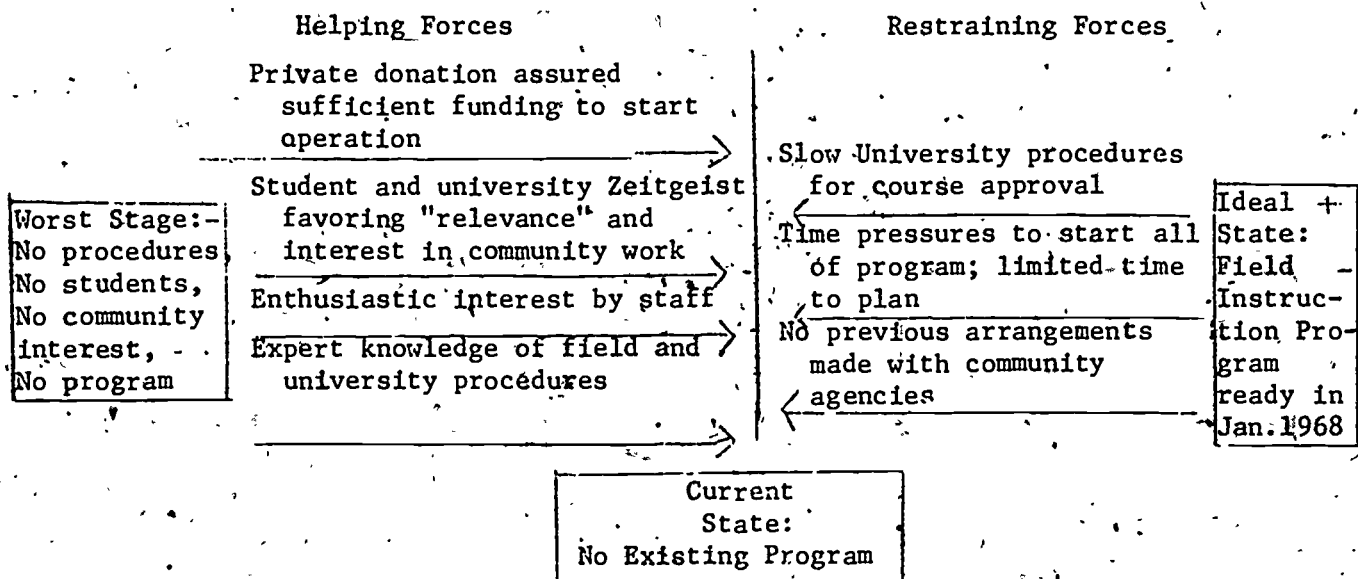 Helping Forces
Restraining Forces
Private donation assured
sufficient funding to start
operation
Student and university Zeitgeist
favoring "relevance" and
interest in community work
Enthusiastic interest by staff
Expert knowledge of field and
university procedures
Slow University procedures
for course approval
Time pressures to start all
of program; limited time
to plan
No previous arrangements
made with community
agencies
Worst Stage:-
No procedures,
No students,
No community
interest,
No program
Ideal +
State:
Field -
Instruc-
tion Pro-
gram
ready in
Jan.1968
Current
State:
No Existing Program